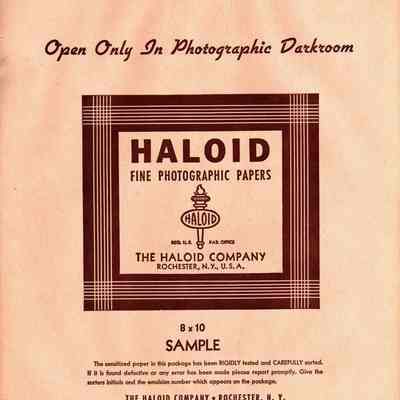 Open Only In Photographic Darkroom
HALOID
FINE PHOTOGRAPHIC PAPERS
HALOID
REG. U.S. PAT. OFFICE
THE HALOID COMPANY
ROCHESTER, N.Y., U.S.A.
8 x 10
SAMPLE
The sensitized paper in this package has been RIGIDLY tested and CAREFULLY sorted.
If it is found defective or any error has been made please report promptly. Give the
sorters initials and the emulsion number which appears on the package.
THE HALOID COMPANY • ROCHESTER, N. Y.